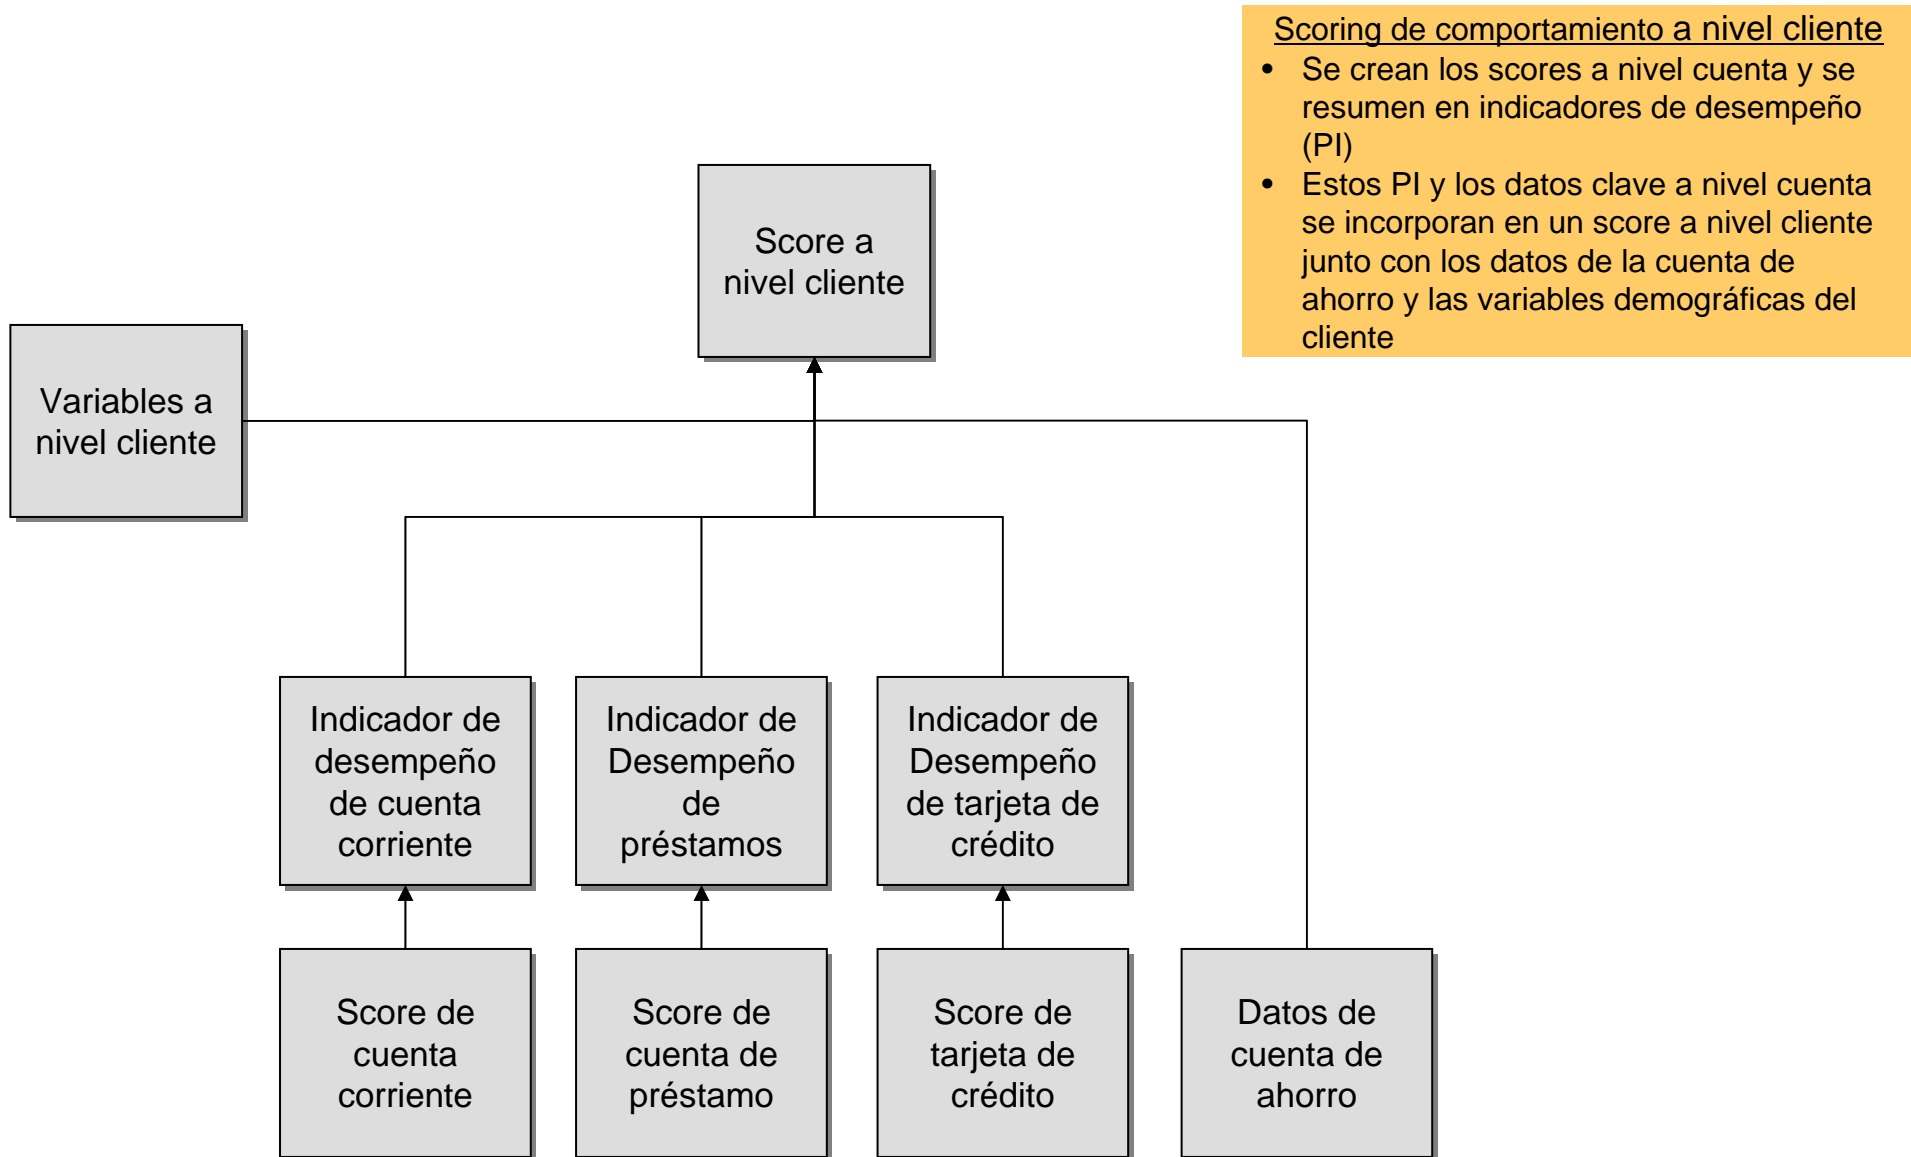 Scoring de comportamiento a nivel cliente
• Se crean los scores a nivel cuenta y se
resumen en indicadores de desempeño
(PI)
• Estos PI y los datos clave a nivel cuenta
se incorporan en un score a nivel cliente
junto con los datos de la cuenta de
ahorro y las variables demográficas del
cliente
Score a
nivel cliente
Variables a
nivel cliente
Indicador de
desempeño
de cuenta
corriente
Indicador de
Desempeño
de
préstamos
Indicador de
Desempeño
de tarjeta de
crédito
Score de
cuenta
corriente
Score de
cuenta de
préstamo
Score de
tarjeta de
crédito
Datos de
cuenta de
ahorro